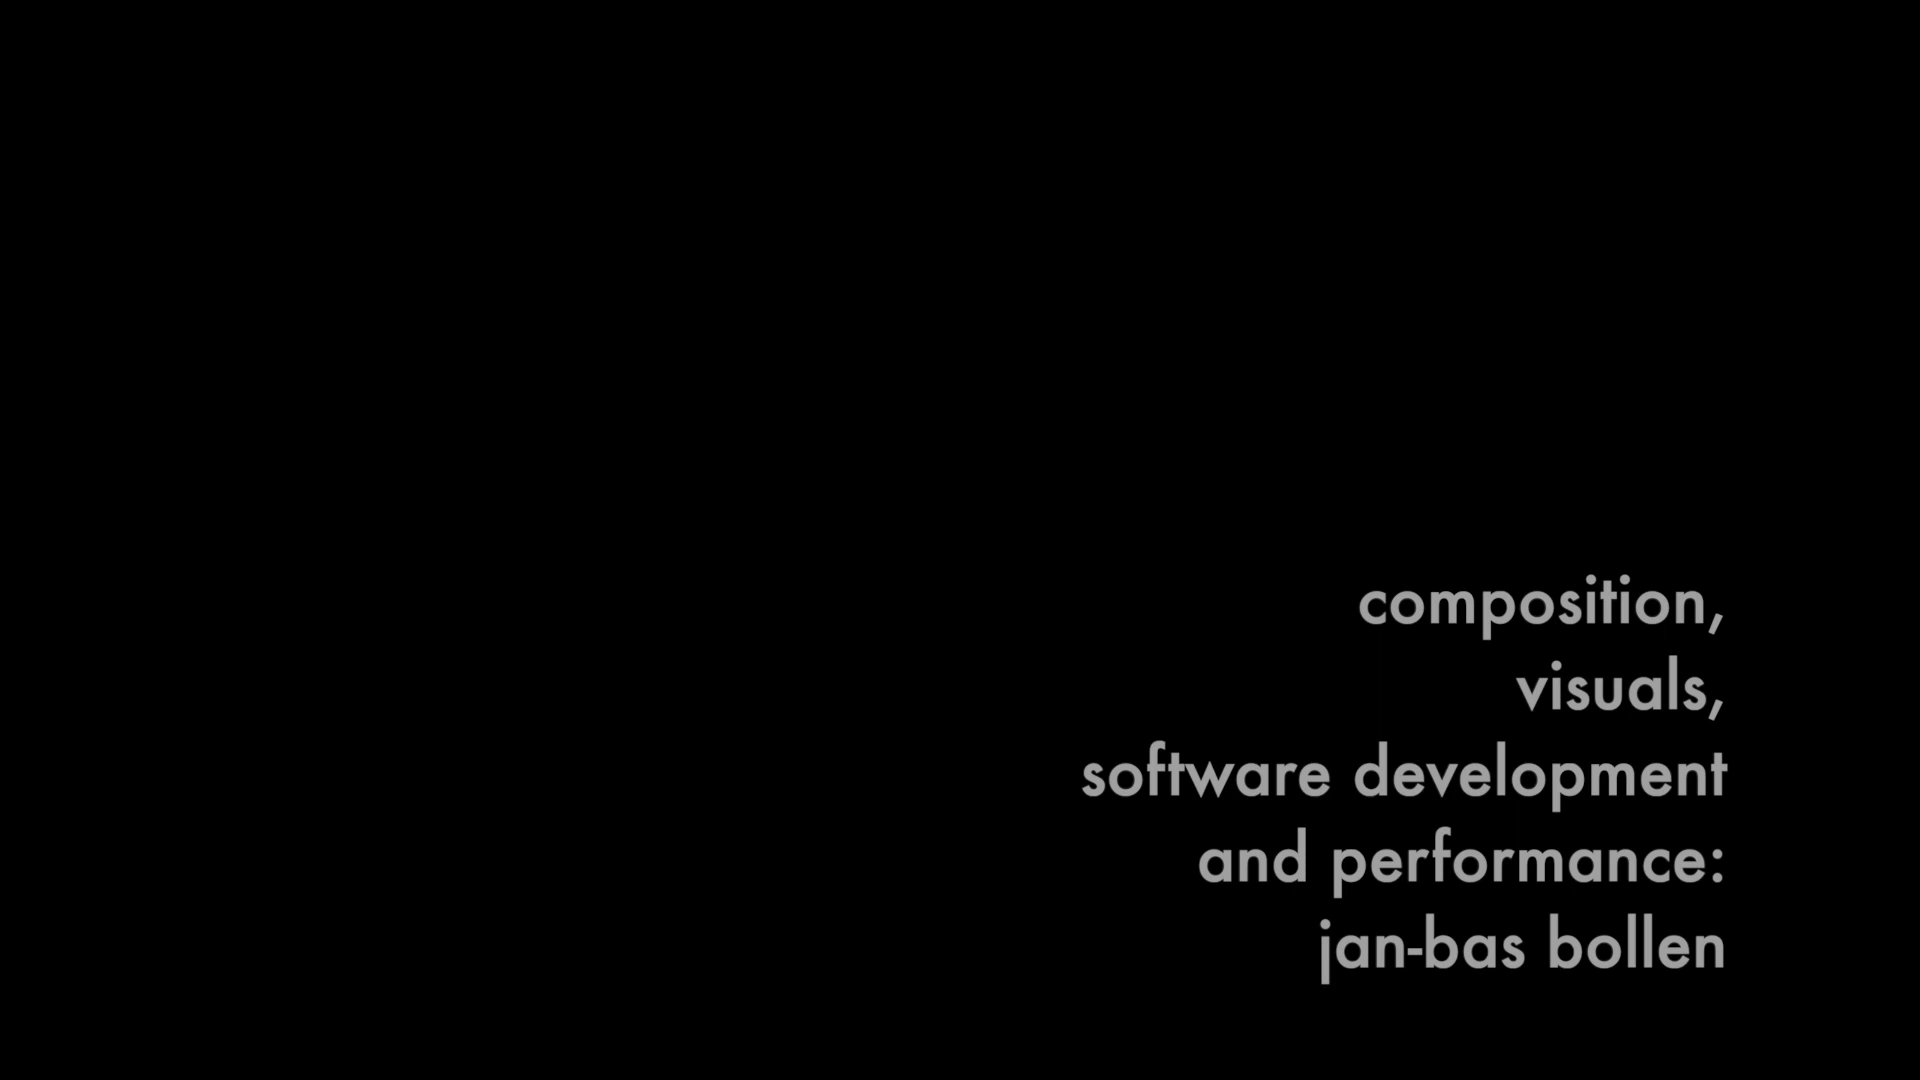 composition,
visuals,
software development
and performance:
jan-bas bollen